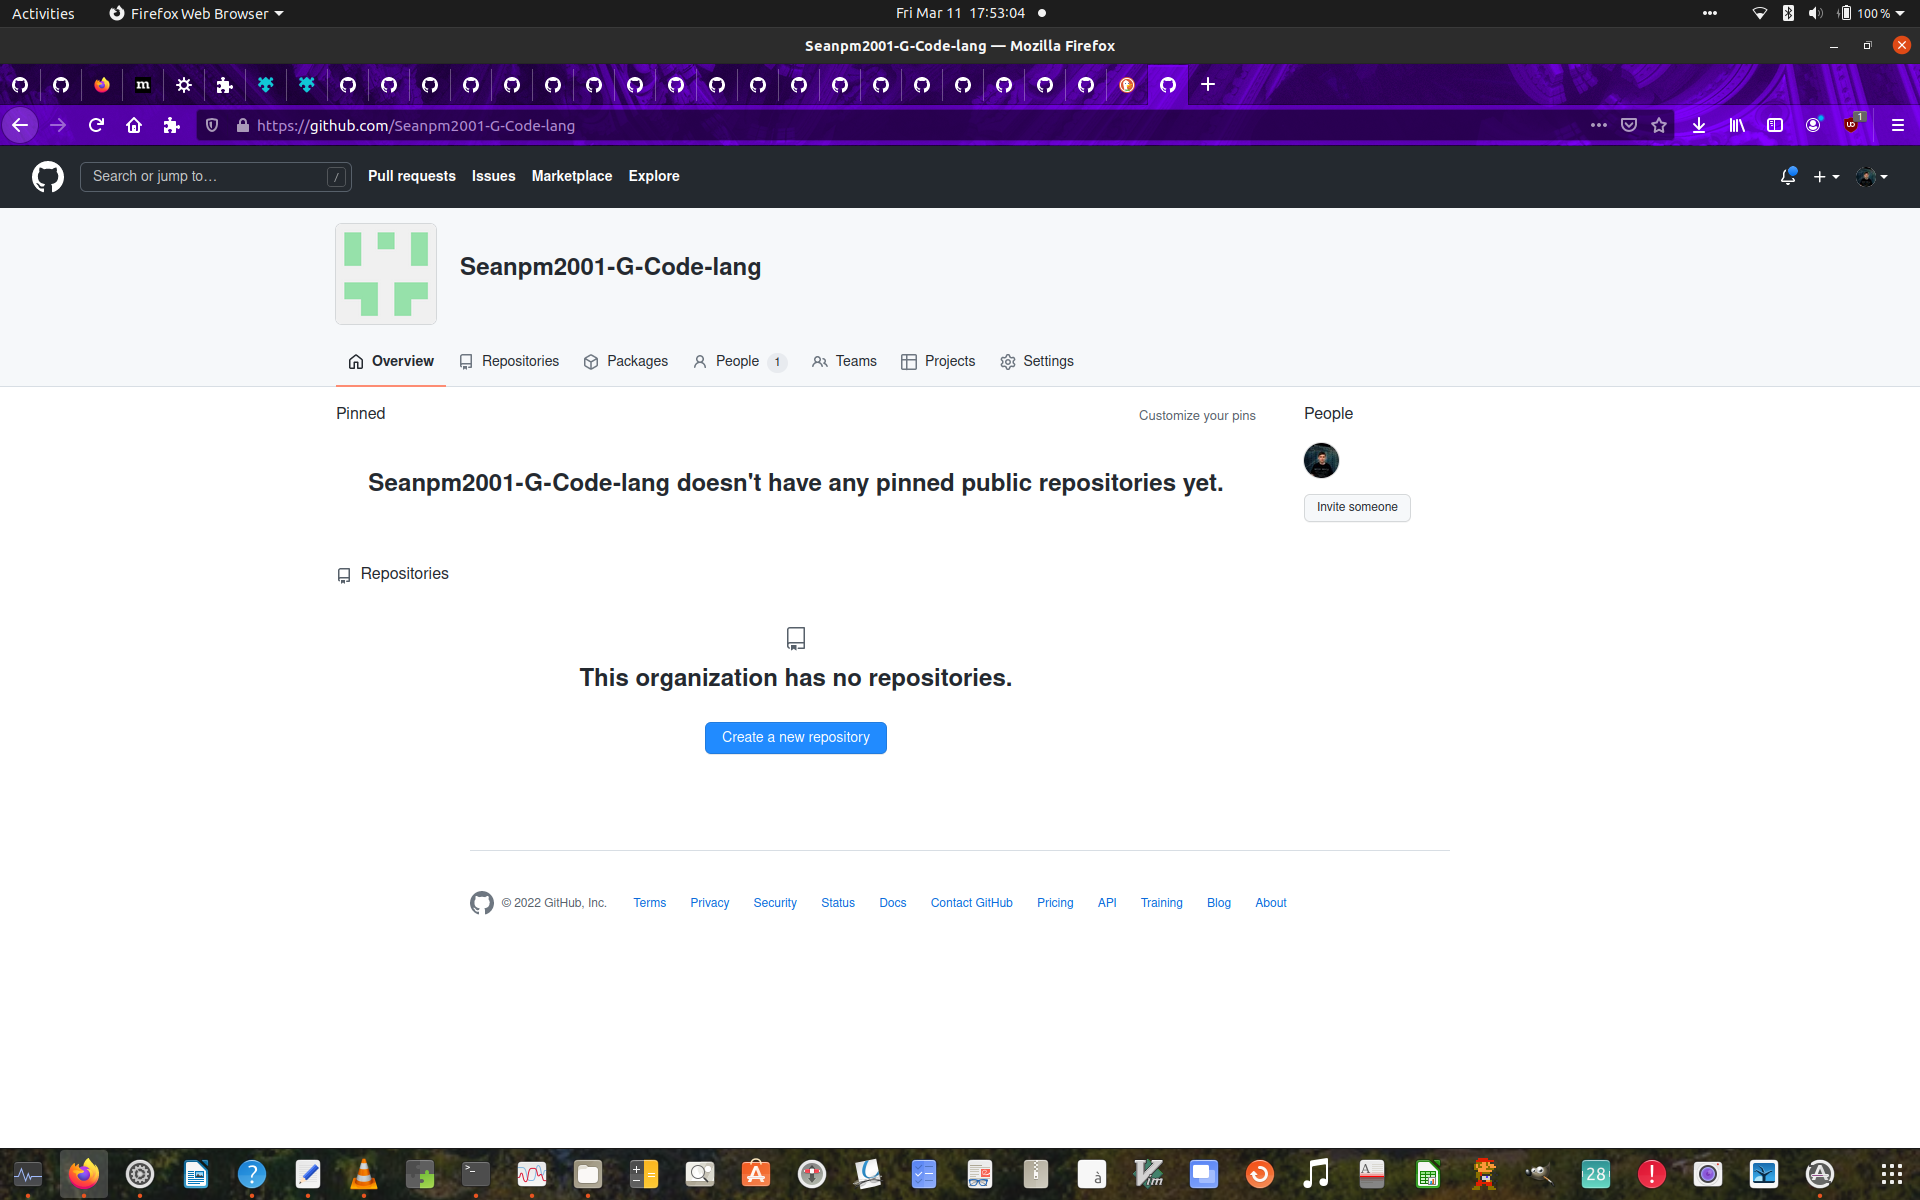 Activities Firefox Web Browser Fri Mar 11 17:53:04 100 %
Seanpm2001-G-Code-lang — Mozilla Firefox
m
https://github.com/Seanpm2001-G-Code-lang 1
Search or jump to… / Pull requests Issues Marketplace Explore
Seanpm2001-G-Code-lang
Overview Repositories Packages People 1 Teams Projects Settings
Pinned Customize your pins People
Seanpm2001-G-Code-lang doesn't have any pinned public repositories yet.
Invite someone
Repositories
This organization has no repositories.
Create a new repository
© 2022 GitHub, Inc. Terms Privacy Security Status Docs Contact GitHub Pricing API Training Blog About
? >_ à Vim A 28 !